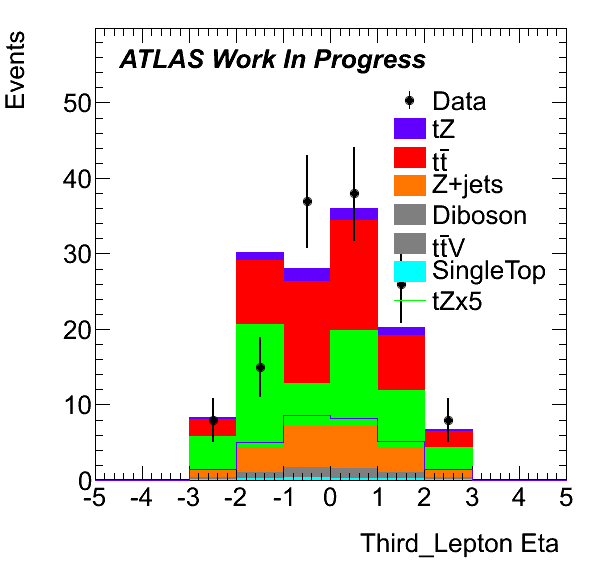 Events
ATLAS Work In Progress
Data
tZ
tt̄
Z+jets
Diboson
tt̄V
SingleTop
tZx5
50
40
30
20
10
0
-5 -4 -3 -2 -1 0 1 2 3 4 5
Third_Lepton Eta